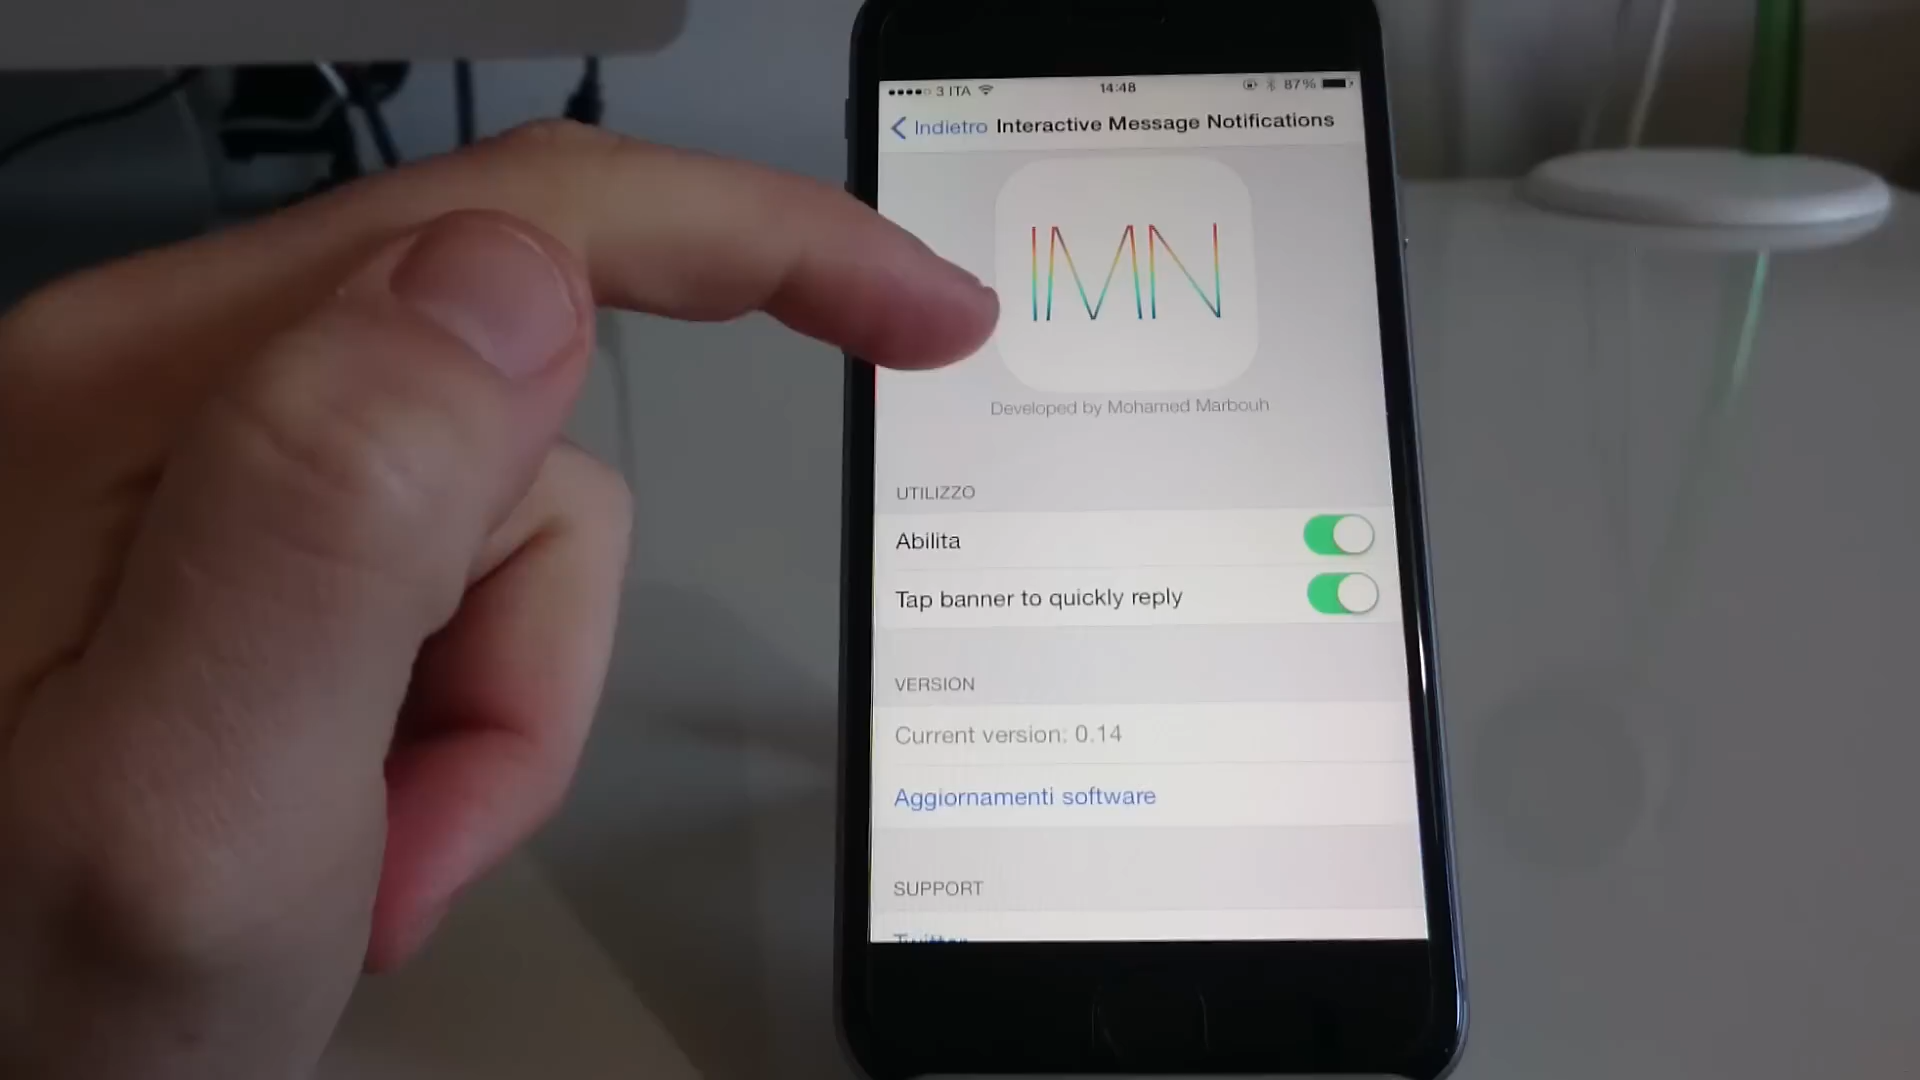 3 ITA 14:48 87%
Indietro Interactive Message Notifications
IMN
Developed by Mohamed Marbouh
UTILIZZO
Abilita
Tap banner to quickly reply
VERSION
Current version: 0.14
Aggiornamenti software
SUPPORT
Twitter